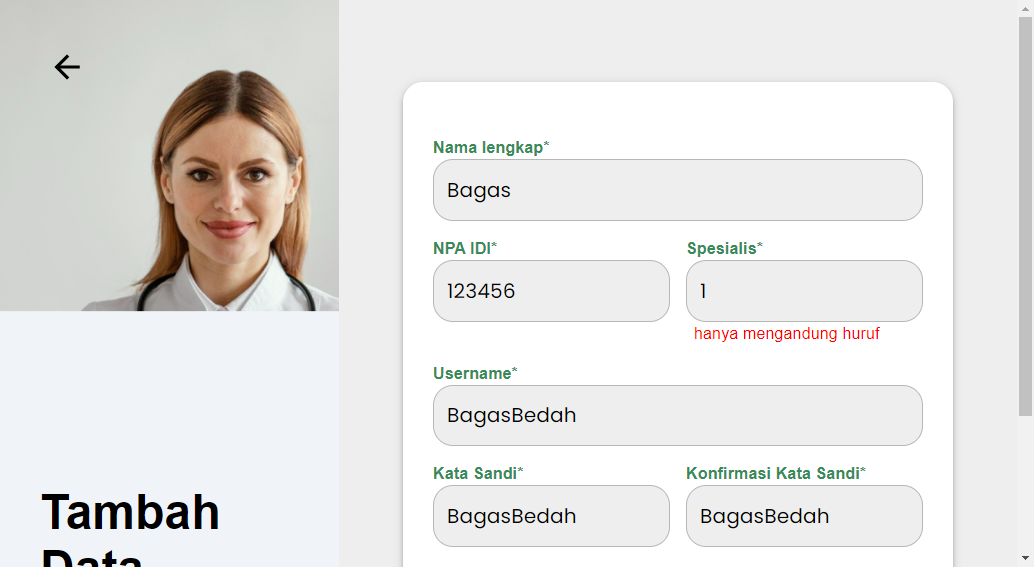 Nama lengkap*
Bagas
NPA IDI*
Spesialis*
123456
1
hanya mengandung huruf
Username*
BagasBedah
Kata Sandi*
Konfirmasi Kata Sandi*
BagasBedah
BagasBedah
Tambah
Data